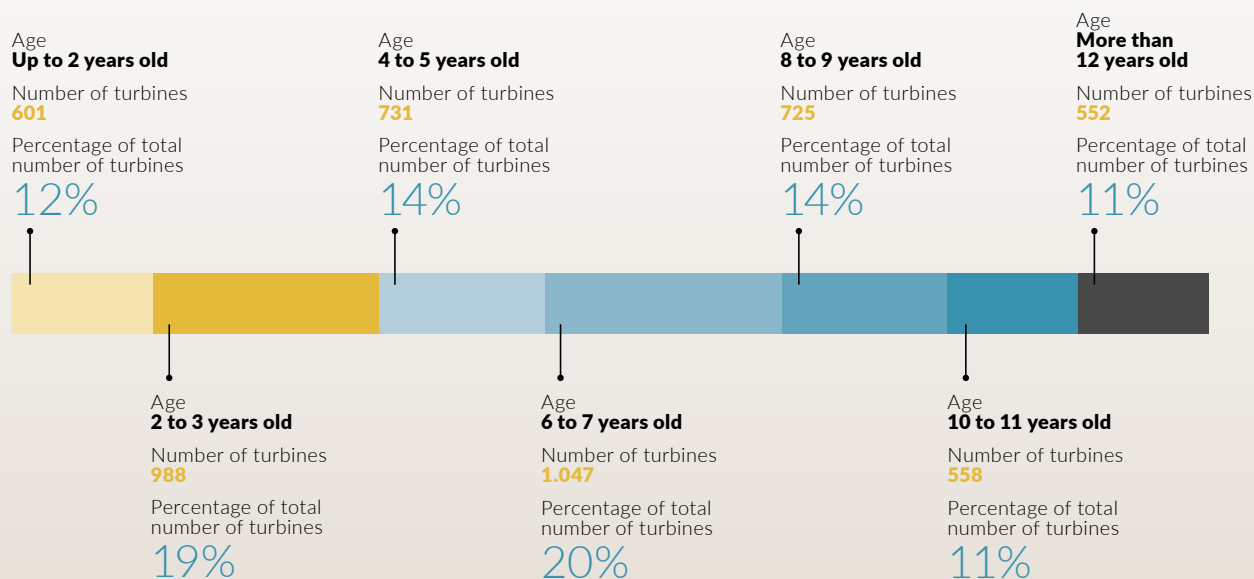 Age
Up to 2 years old
Number of turbines
601
Percentage of total
number of turbines
12%
Age
4 to 5 years old
Number of turbines
731
Percentage of total
number of turbines
14%
Age
8 to 9 years old
Number of turbines
725
Percentage of total
number of turbines
14%
Age
More than
12 years old
Number of turbines
552
Percentage of total
number of turbines
11%
Age
2 to 3 years old
Number of turbines
988
Percentage of total
number of turbines
19%
Age
6 to 7 years old
Number of turbines
1.047
Percentage of total
number of turbines
20%
Age
10 to 11 years old
Number of turbines
558
Percentage of total
number of turbines
11%